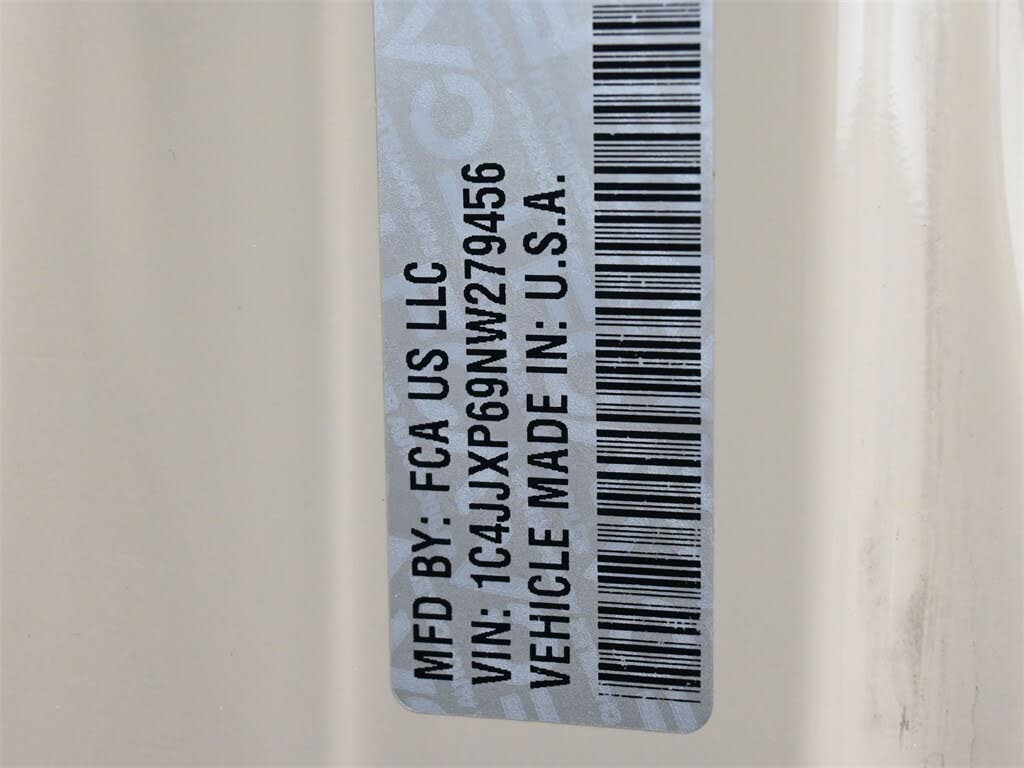 MFD BY: FCA US LLC
VIN: 1C4JJXP69NW279456
VEHICLE MADE IN: U.S.A.